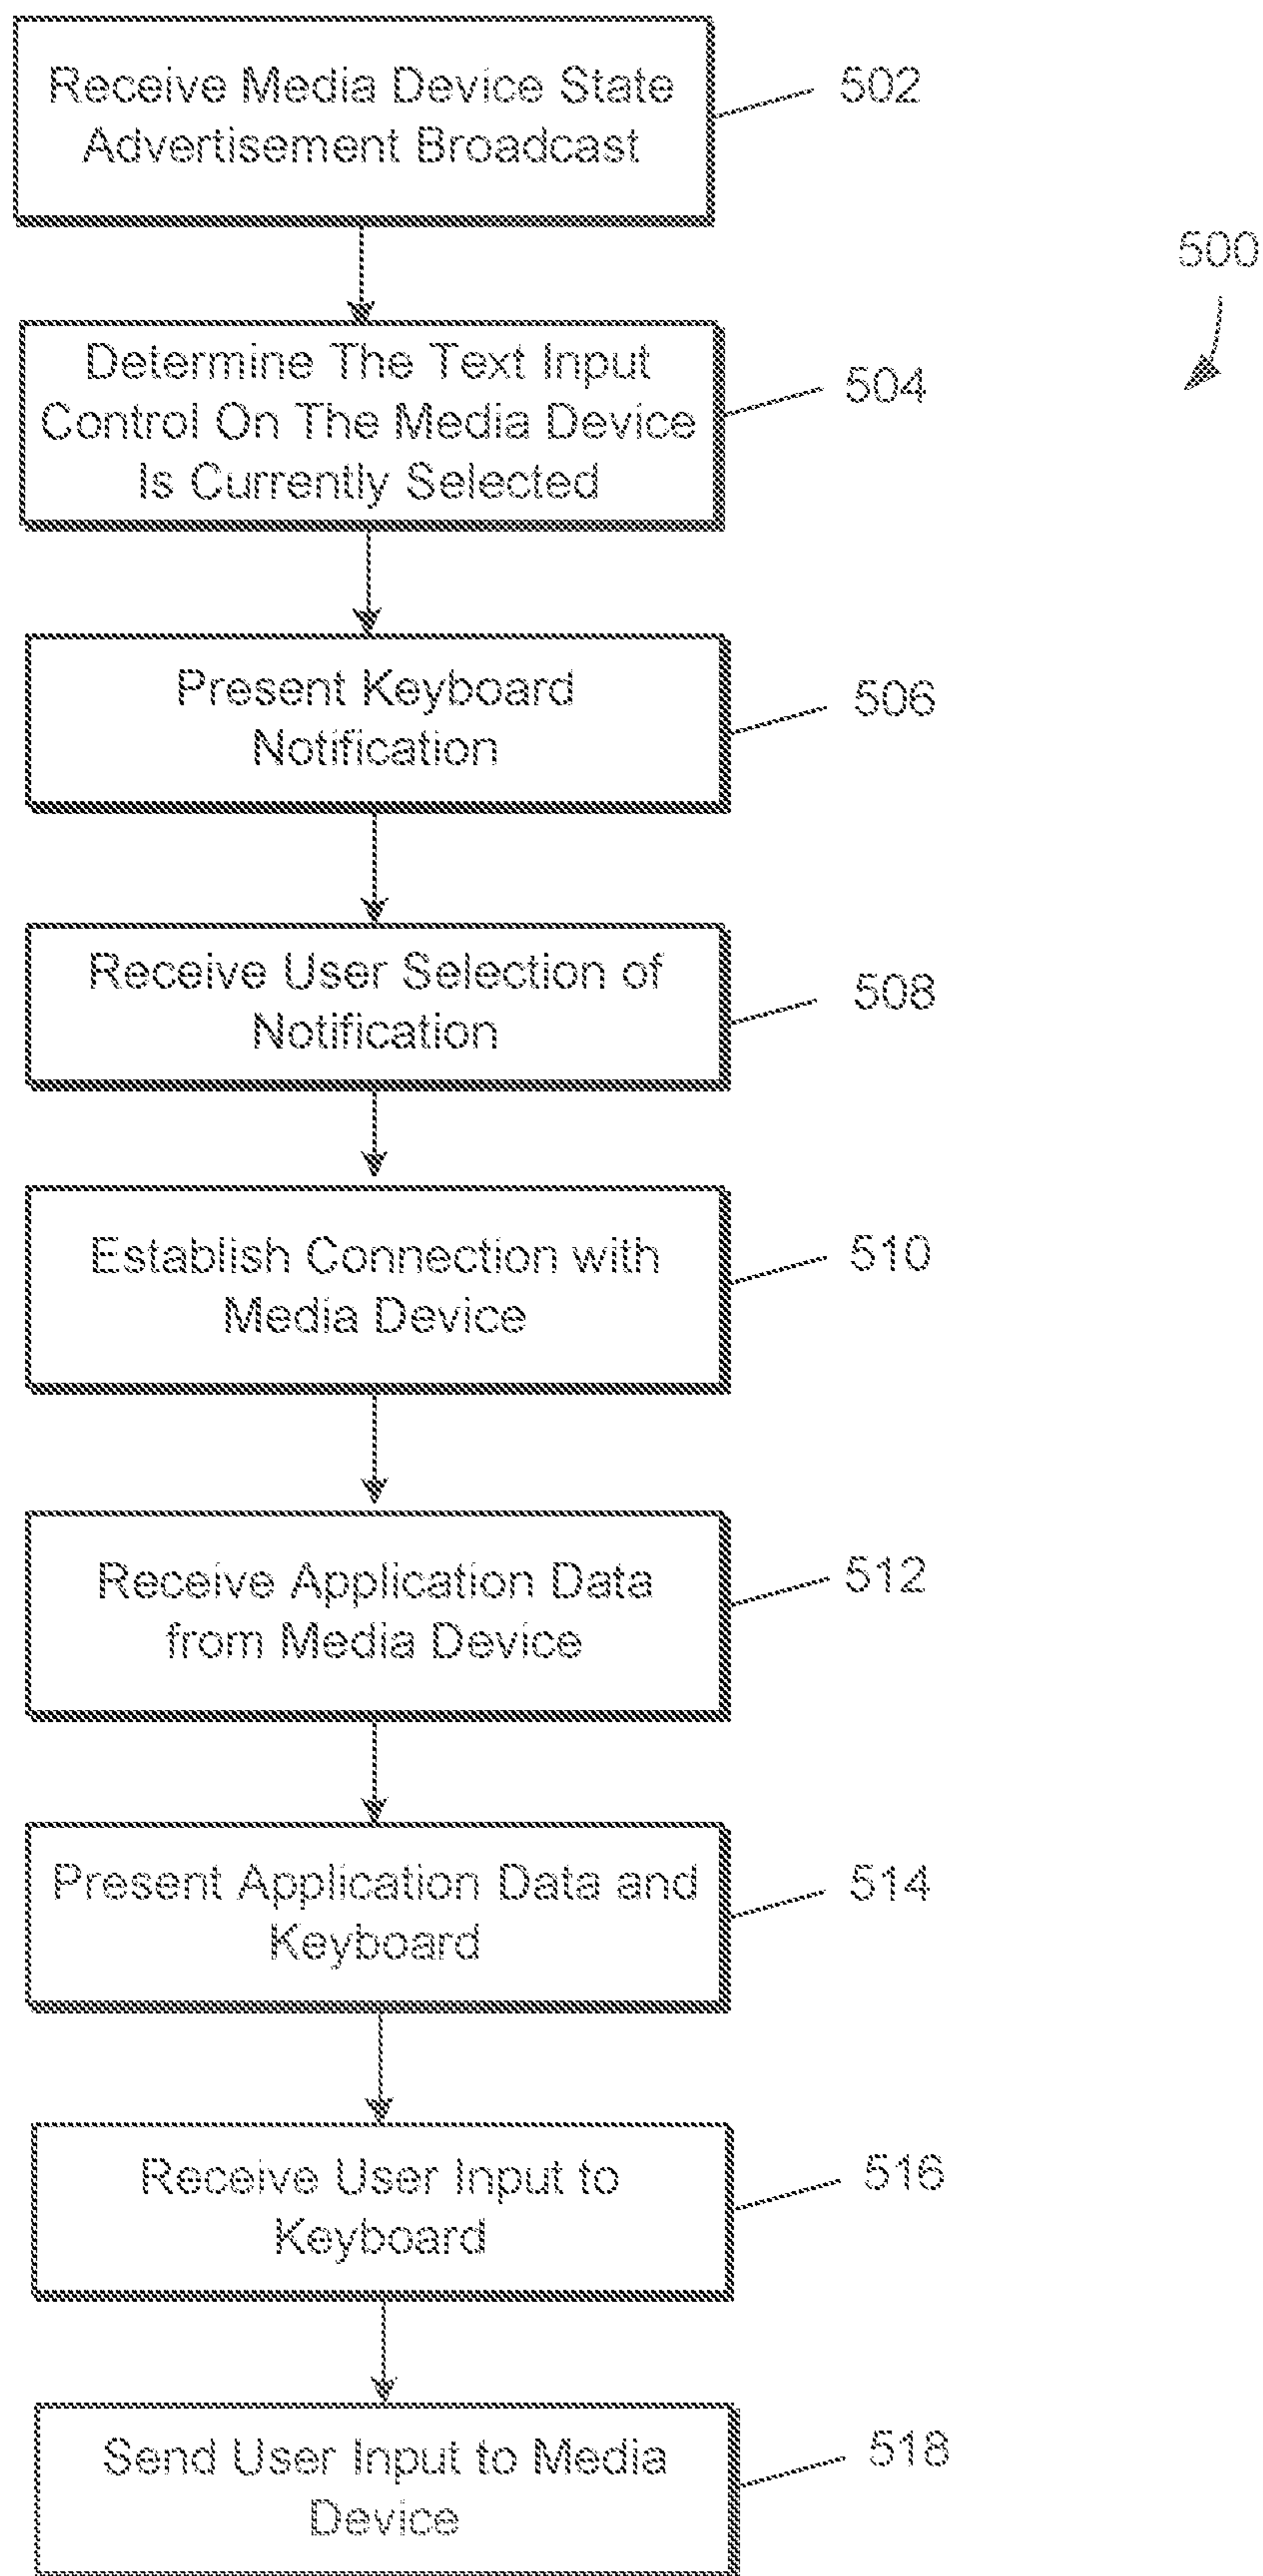 Receive Media Device State
Advertisement Broadcast
502
500
Determine The Text Input
Control On The Media Device
Is Currently Selected
504
Present Keyboard
Notification
506
Receive User Selection of
Notification
508
Establish Connection with
Media Device
510
Receive Application Data
from Media Device
512
Present Application Data and
Keyboard
514
Receive User Input to
Keyboard
516
Send User Input to Media
Device
518